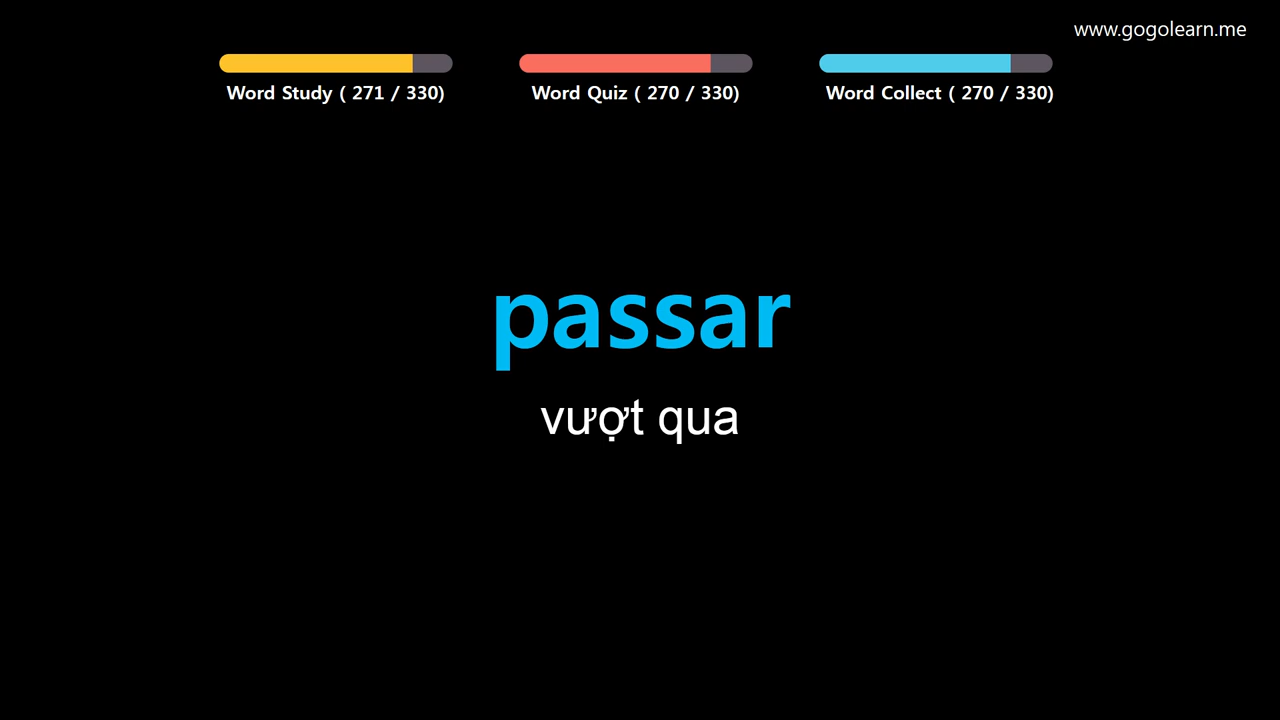 www.gogolearn.me
Word Study ( 271 / 330)
Word Quiz ( 270 / 330)
Word Collect ( 270 / 330)
passar
vượt qua